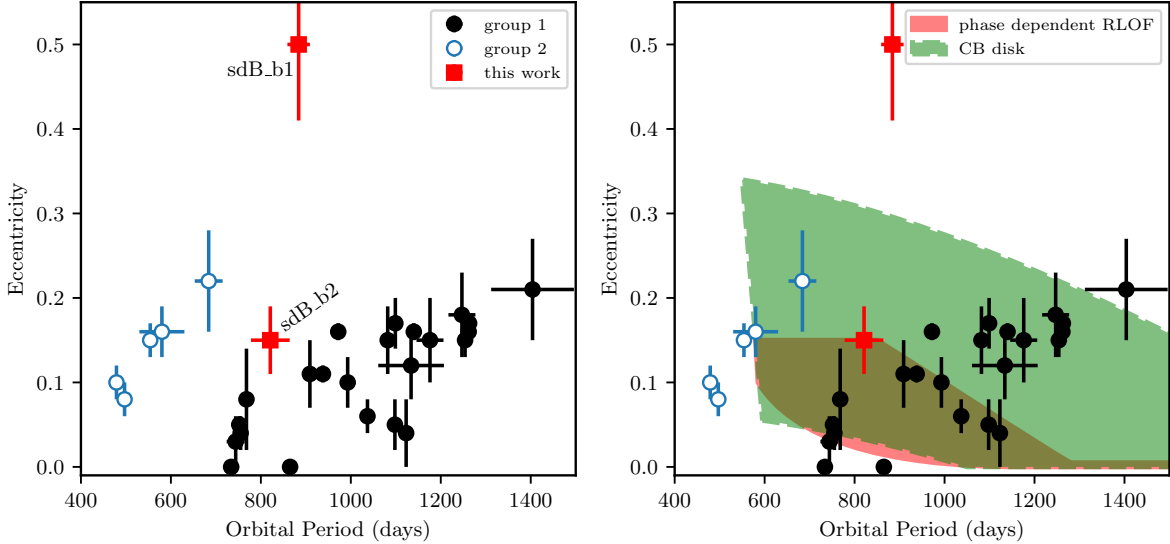 group 1
group 2
this work
sdB_b1
sdB_b2
Eccentricity
0.5
0.4
0.3
0.2
0.1
0.0
400
600
800
1000
1200
1400
Orbital Period (days)
phase dependent RLOF
CB disk
Eccentricity
0.5
0.4
0.3
0.2
0.1
0.0
400
600
800
1000
1200
1400
Orbital Period (days)